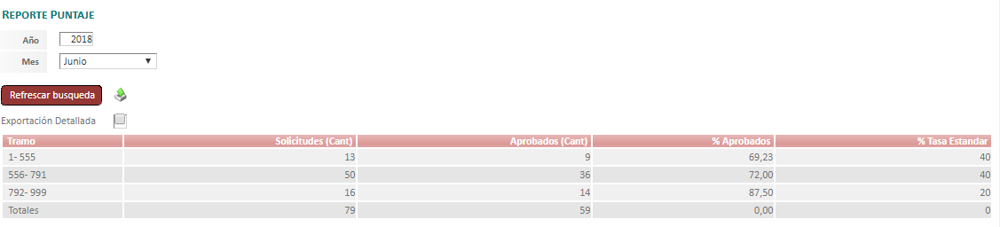 REPORTE PUNTAJE
Año 2018
Mes Junio
Refrescar busqueda
Exportación Detallada
Tramo Solicitudes (Cant) Aprobados (Cant) % Aprobados % Tasa Estandar
1- 555 13 9 69,23 40
556- 791 50 36 72,00 40
792- 999 16 14 87,50 20
Totales 79 59 0,00 0